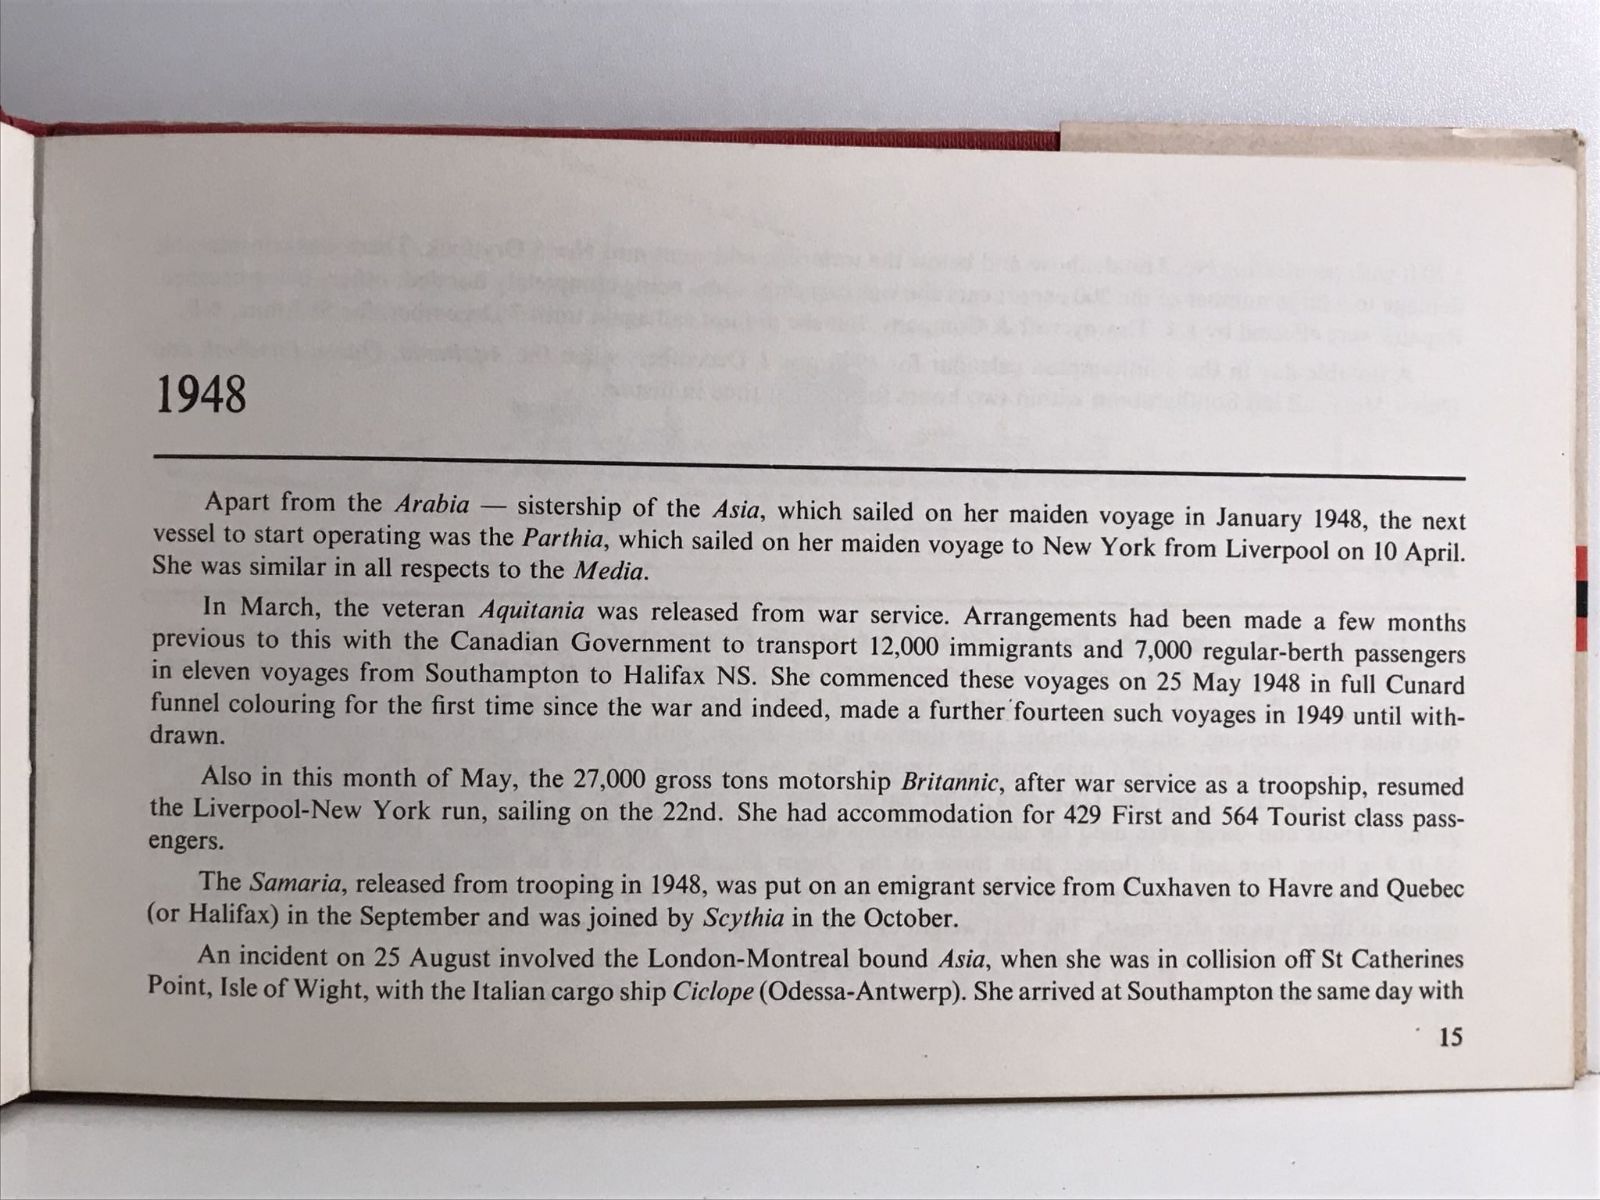 1948
Apart from the Arabia — sistership of the Asia, which sailed on her maiden voyage in January 1948, the next
vessel to start operating was the Parthia, which sailed on her maiden voyage to New York from Liverpool on 10 April.
She was similar in all respects to the Media.
In March, the veteran Aquitania was released from war service. Arrangements had been made a few months
previous to this with the Canadian Government to transport 12,000 immigrants and 7,000 regular-berth passengers
in eleven voyages from Southampton to Halifax NS. She commenced these voyages on 25 May 1948 in full Cunard
funnel colouring for the first time since the war and indeed, made a further fourteen such voyages in 1949 until with-
drawn.
Also in this month of May, the 27,000 gross tons motorship Britannic, after war service as a troopship, resumed
the Liverpool-New York run, sailing on the 22nd. She had accommodation for 429 First and 564 Tourist class pass-
engers.
The Samaria, released from trooping in 1948, was put on an emigrant service from Cuxhaven to Havre and Quebec
(or Halifax) in the September and was joined by Scythia in the October.
An incident on 25 August involved the London-Montreal bound Asia, when she was in collision off St Catherines
Point, Isle of Wight, with the Italian cargo ship Ciclope (Odessa-Antwerp). She arrived at Southampton the same day with
15